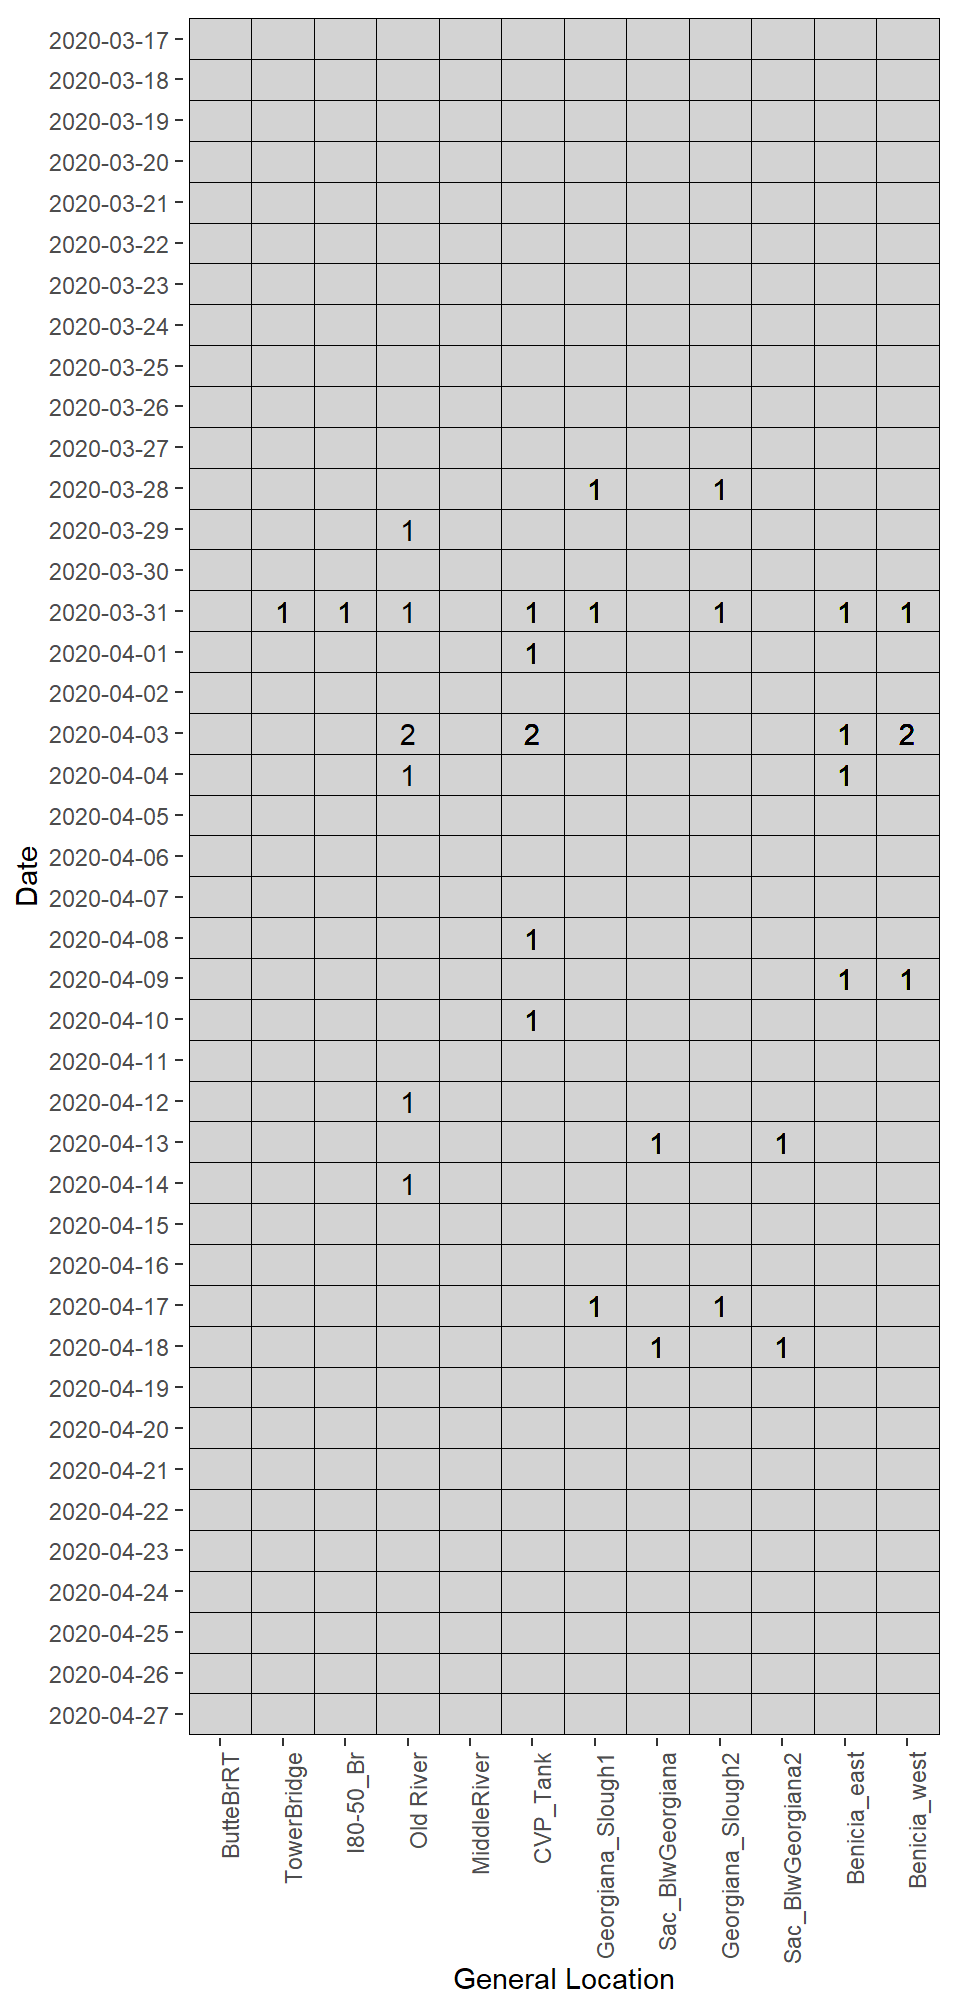 2020-03-17
2020-03-18
2020-03-19
2020-03-20
2020-03-21
2020-03-22
2020-03-23
2020-03-24
2020-03-25
2020-03-26
2020-03-27
2020-03-28 1 1
2020-03-29 1
2020-03-30
2020-03-31 1 1 1 1 1 1 1 1
2020-04-01 1
2020-04-02
2020-04-03 2 2 1 2
2020-04-04 1 1
2020-04-05
2020-04-06
2020-04-07
2020-04-08 1
2020-04-09 1 1
2020-04-10 1
2020-04-11
2020-04-12 1
2020-04-13 1 1
2020-04-14 1
2020-04-15
2020-04-16
2020-04-17 1 1
2020-04-18 1 1
2020-04-19
2020-04-20
2020-04-21
2020-04-22
2020-04-23
2020-04-24
2020-04-25
2020-04-26
2020-04-27
Date
ButteBrRT
TowerBridge
I80-50_Br
Old River
MiddleRiver
CVP_Tank
Georgiana_Slough1
Sac_BlwGeorgiana
Georgiana_Slough2
Sac_BlwGeorgiana2
Benicia_east
Benicia_west
General Location